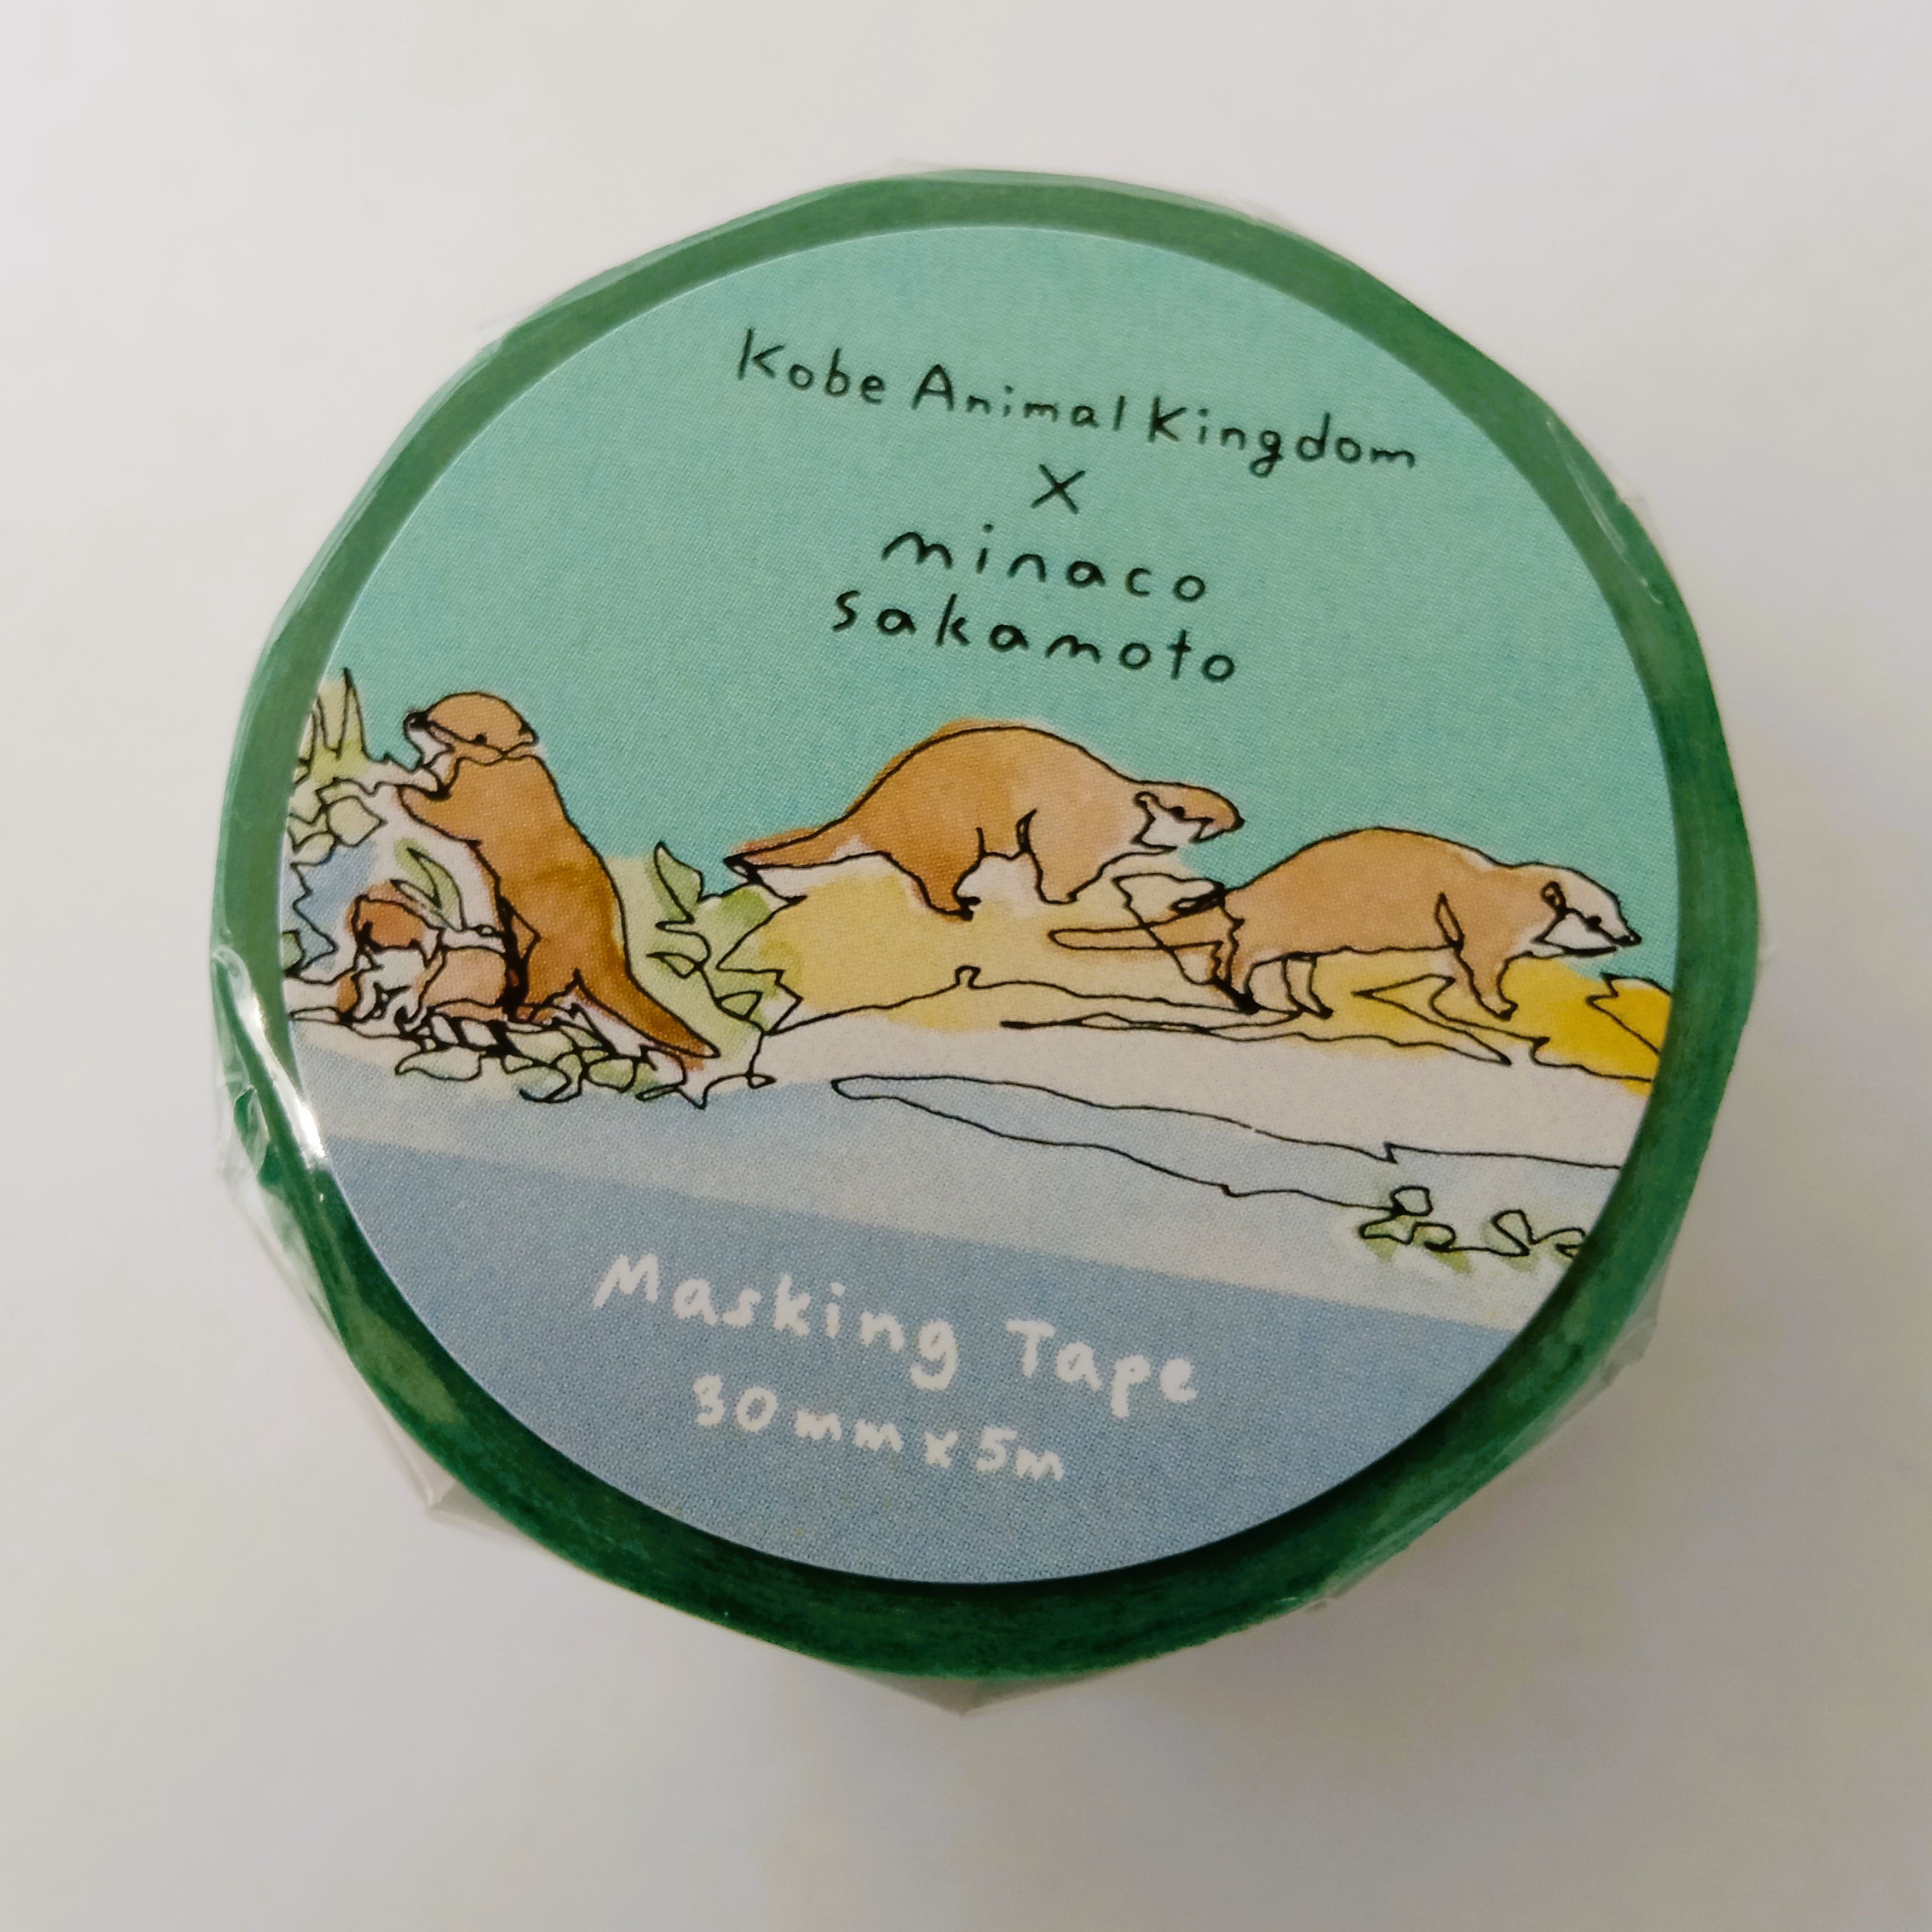 Kobe Animal Kingdom
×
minaco
sakamoto
Masking Tape
30mm x 5m